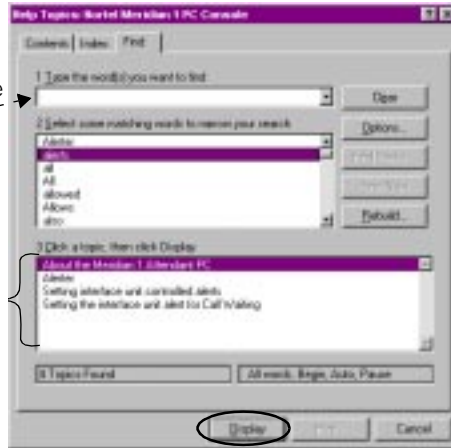 Help Topics: Nortel Meridian 1 PC Console
Contents Index Find
1 Type the word(s) you want to find
Clear
2 Select some matching words to narrow your search
Options...
Alerter
alerts
all
All
allowed
Allows
also
Rebuild...
3 Click a topic, then click Display
About the Meridian 1 Attendant PC
Alerter
Setting interface unit controlled alerts
Setting the interface unit alert for Call Waiting
Topics Found
All words, Begin, Auto, Pause
Display
Cancel